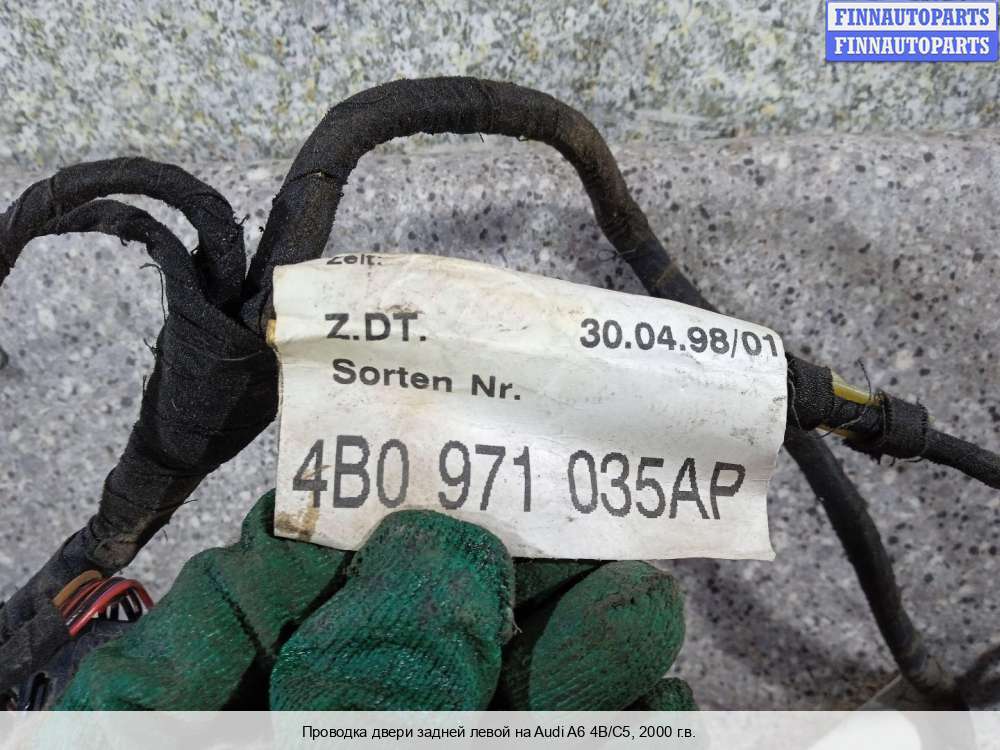 FINNAUTOPARTS
FINNAUTOPARTS
Zeit:
Z.DT. 30.04.98/01
Sorten Nr.
4B0 971 035AP
Проводка двери задней левой на Audi A6 4B/C5, 2000 г.в.